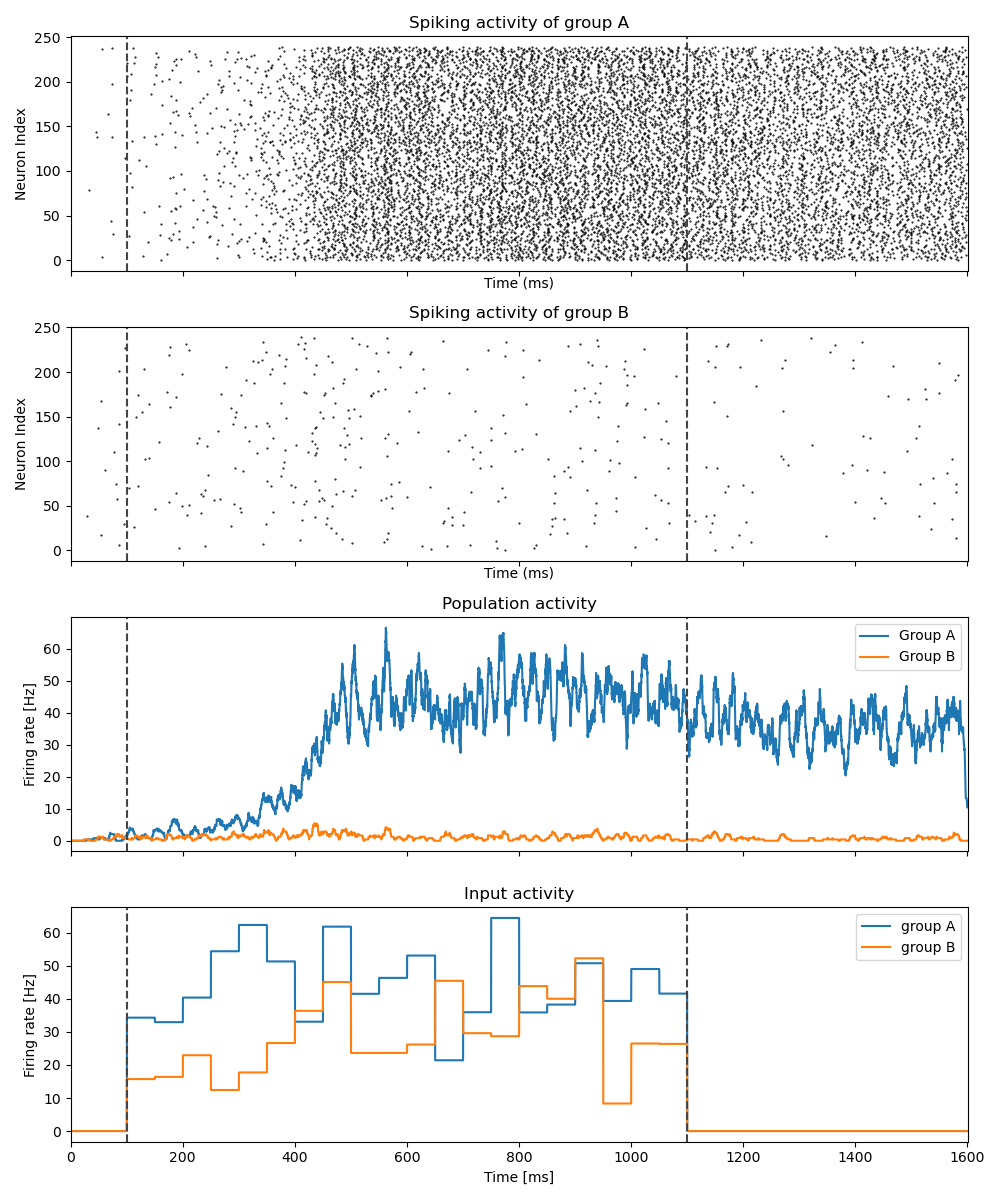 Spiking activity of group A
250
200
150
100
50
0
Neuron Index
Time (ms)
Spiking activity of group B
250
200
150
100
50
0
Neuron Index
Time (ms)
Population activity
60
50
40
30
20
10
0
Firing rate [Hz]
Group A
Group B
Input activity
60
50
40
30
20
10
0
Firing rate [Hz]
group A
group B
0 200 400 600 800 1000 1200 1400 1600
Time [ms]